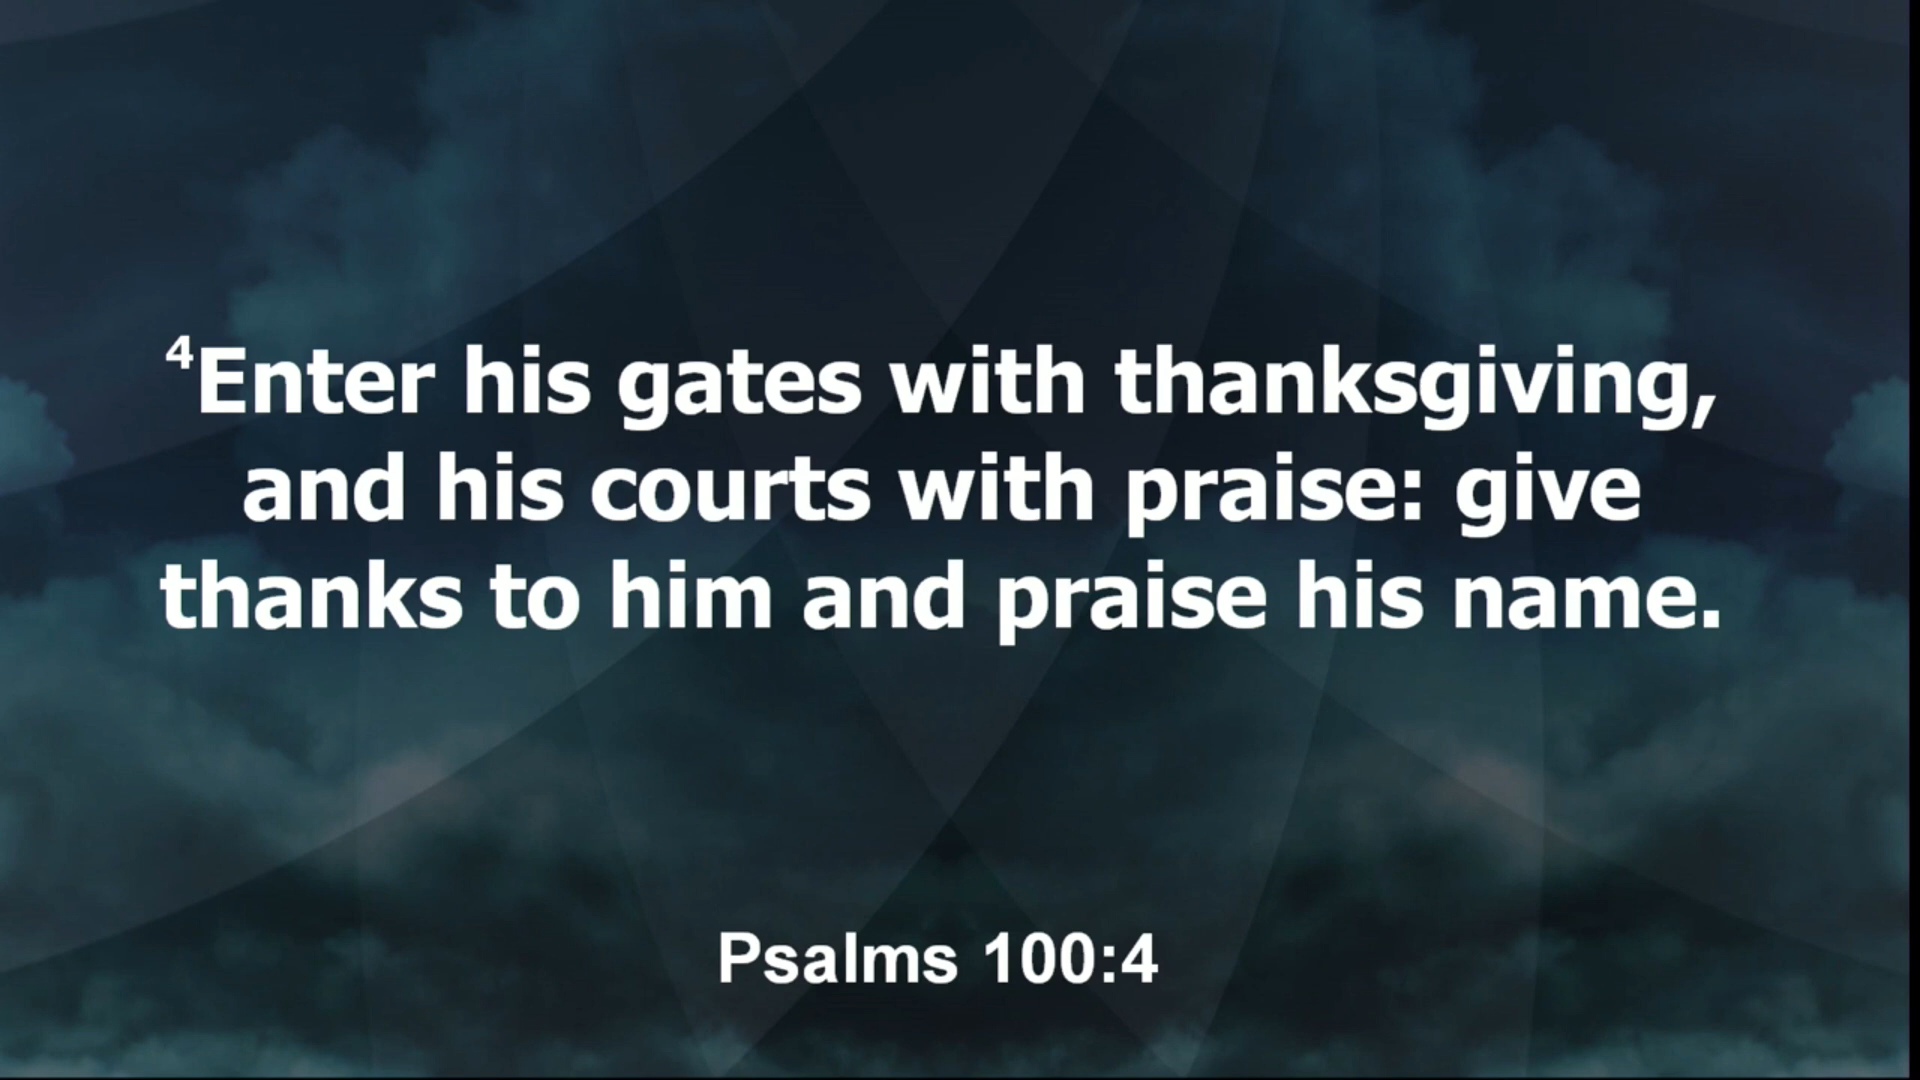 ⁴Enter his gates with thanksgiving,
and his courts with praise: give
thanks to him and praise his name.
Psalms 100:4